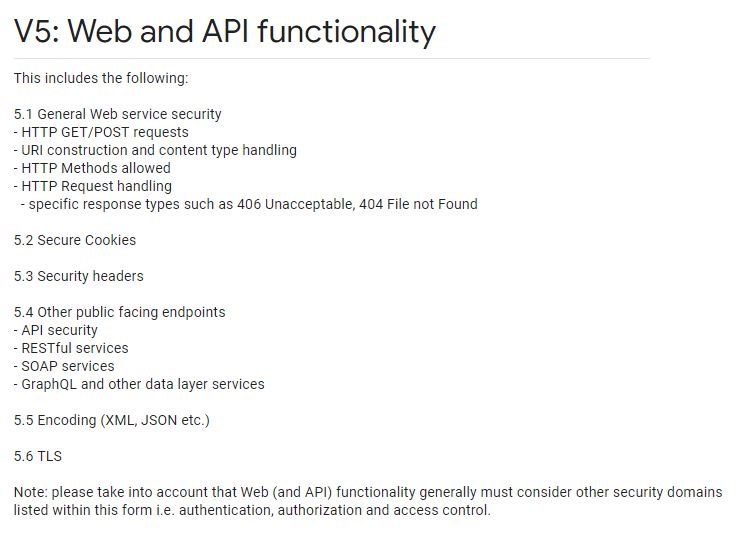 V5: Web and API functionality
This includes the following:
5.1 General Web service security
- HTTP GET/POST requests
- URI construction and content type handling
- HTTP Methods allowed
- HTTP Request handling
- specific response types such as 406 Unacceptable, 404 File not Found
5.2 Secure Cookies
5.3 Security headers
5.4 Other public facing endpoints
- API security
- RESTful services
- SOAP services
- GraphQL and other data layer services
5.5 Encoding (XML, JSON etc.)
5.6 TLS
Note: please take into account that Web (and API) functionality generally must consider other security domains
listed within this form i.e. authentication, authorization and access control.